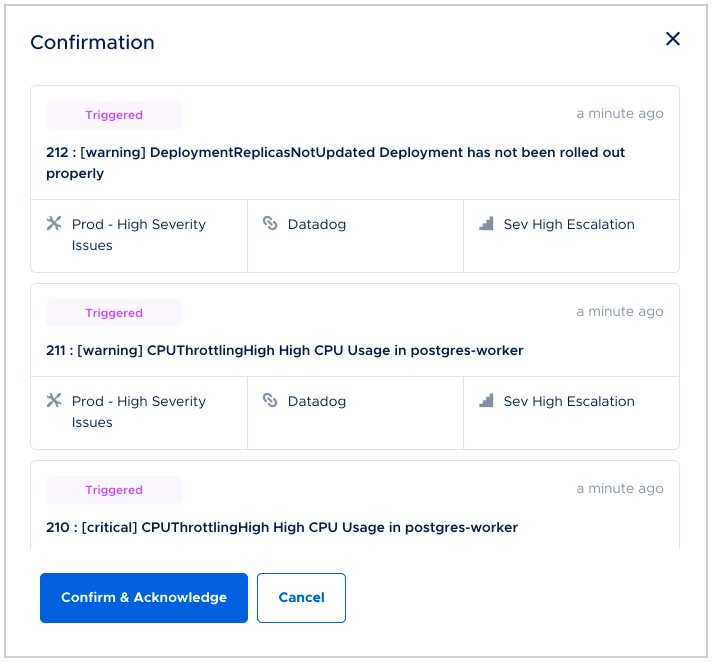 Confirmation
Triggered
a minute ago
212 : [warning] DeploymentReplicasNotUpdated Deployment has not been rolled out
properly
Prod - High Severity
Issues
Datadog
Sev High Escalation
Triggered
a minute ago
211 : [warning] CPUThrottlingHigh High CPU Usage in postgres-worker
Prod - High Severity
Issues
Datadog
Sev High Escalation
Triggered
a minute ago
210 : [critical] CPUThrottlingHigh High CPU Usage in postgres-worker
Confirm & Acknowledge
Cancel